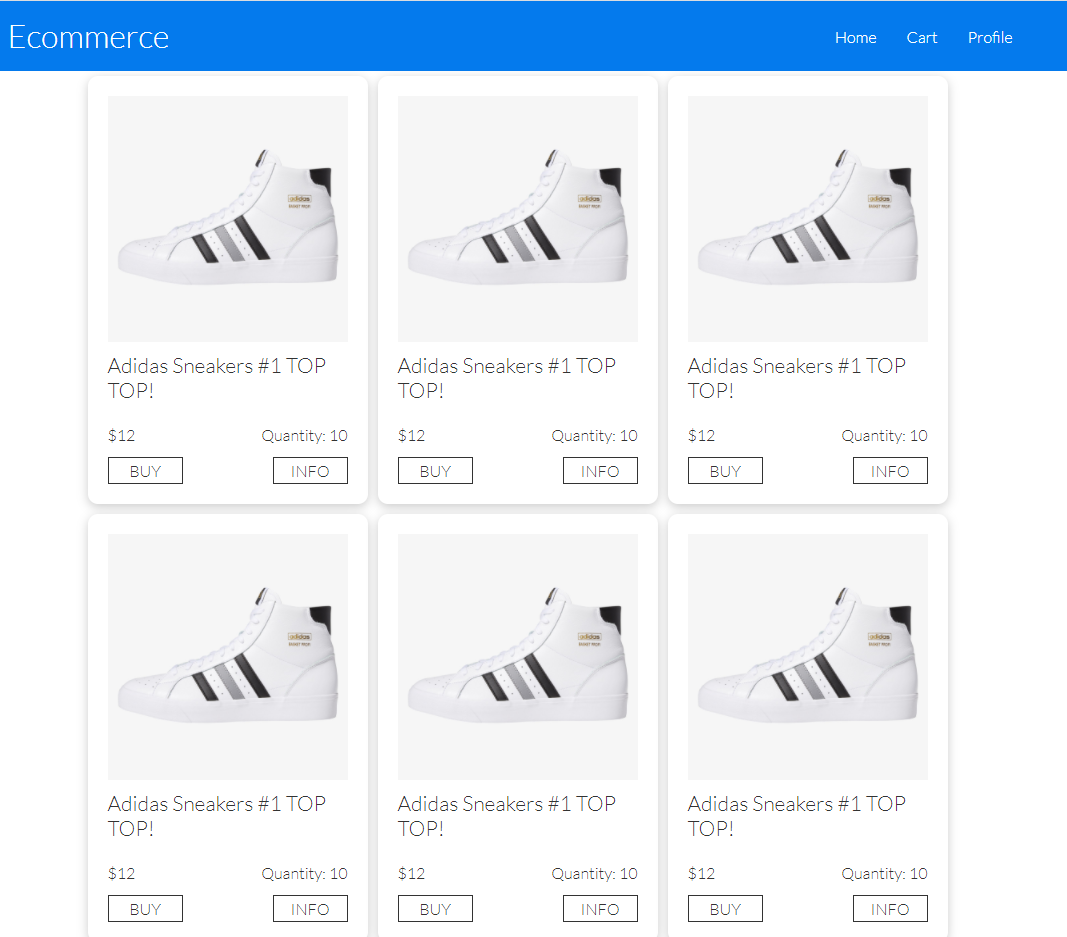 Ecommerce
Home Cart Profile
adidas adidas adidas
Adidas Sneakers #1 TOP TOP!
$12 Quantity: 10
BUY INFO
Adidas Sneakers #1 TOP TOP!
$12 Quantity: 10
BUY INFO
Adidas Sneakers #1 TOP TOP!
$12 Quantity: 10
BUY INFO
adidas adidas adidas
Adidas Sneakers #1 TOP
TOP!
$12 Quantity: 10
BUY INFO
Adidas Sneakers #1 TOP
TOP!
$12 Quantity: 10
BUY INFO
Adidas Sneakers #1 TOP
TOP!
$12 Quantity: 10
BUY INFO